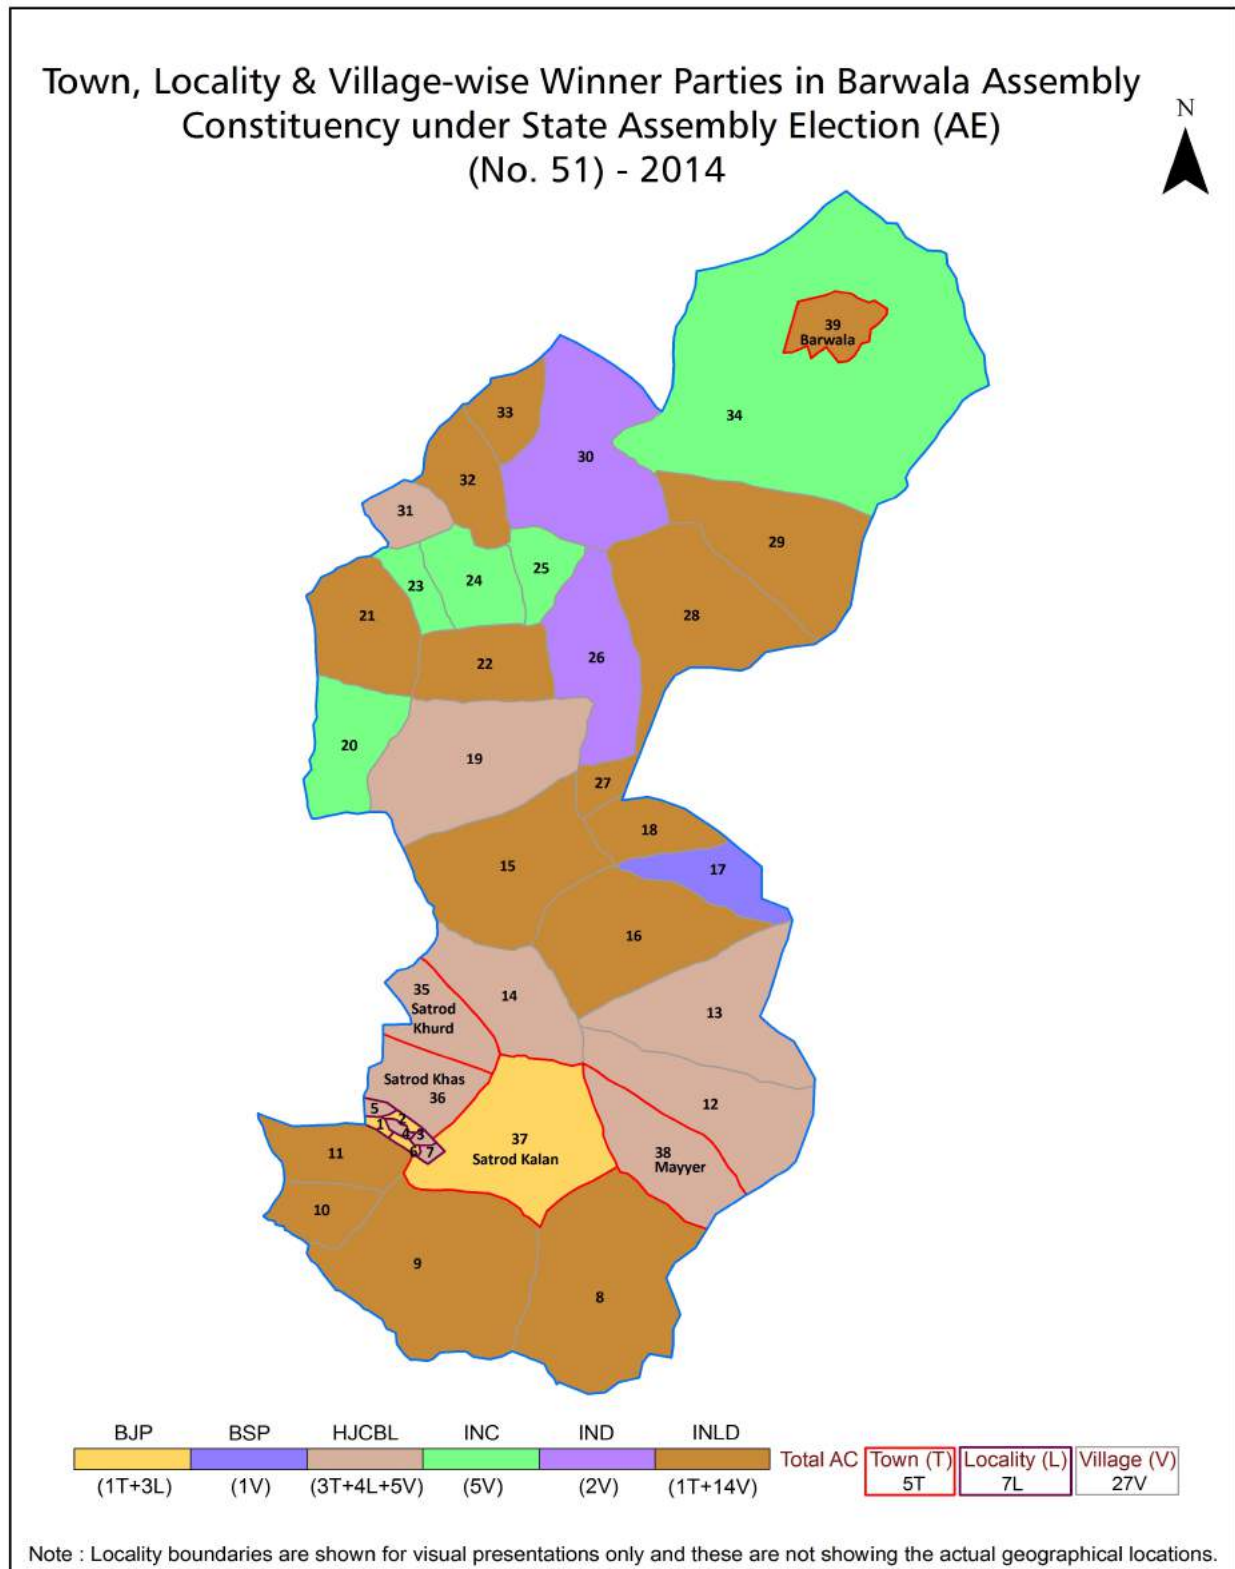 Town, Locality & Village-wise Winner Parties in Barwala Assembly
Constituency under State Assembly Election (AE)
(No. 51) - 2014
N
39
Barwala
34
33
30
32
31
29
25
24
23
21
28
22
26
20
19
27
18
17
15
16
35
Satrod
Khurd
14
13
Satrod Khas
36
12
5
2
1
4
3
6
7
37
Satrod Kalan
38
Mayyer
11
10
9
8
BJP BSP HJCBL INC IND INLD
Total AC Town (T) Locality (L) Village (V)
5T 7L 27V
(1T+3L) (1V) (3T+4L+5V) (5V) (2V) (1T+14V)
Note : Locality boundaries are shown for visual presentations only and these are not showing the actual geographical locations.